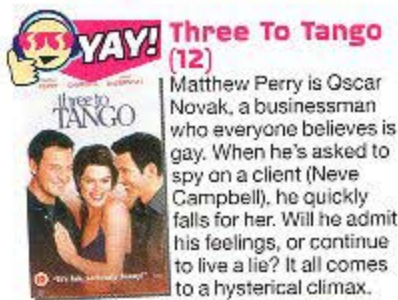 YAY!
Three To Tango
(12)
Matthew Perry is Oscar
Novak, a businessman
who everyone believes is
gay. When he's asked to
spy on a client (Neve
Campbell), he quickly
falls for her. Will he admit
his feelings, or continue
to live a lie? It all comes
to a hysterical climax.
three to
TANGO